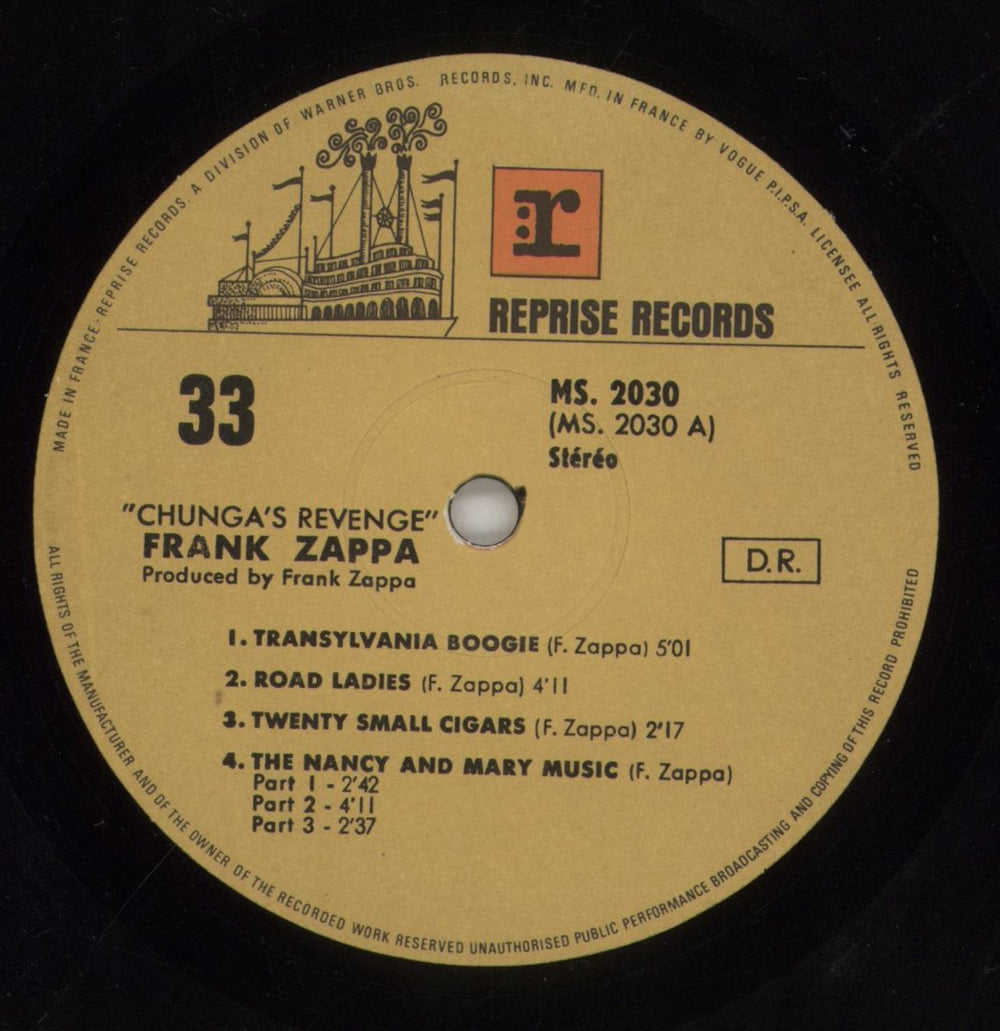 MADE IN FRANCE-REPRISE RECORDS. A DIVISION OF WARNER BROS. RECORDS, INC. MFD. IN FRANCE BY VOGUE P.I.P.S.A. LICENSEE ALL RIGHTS RESERVED
r
REPRISE RECORDS
33
MS. 2030
(MS. 2030 A)
Stéréo
"CHUNGA'S REVENGE"
FRANK ZAPPA
Produced by Frank Zappa
D.R.
1. TRANSYLVANIA BOOGIE (F. Zappa) 5'01
2. ROAD LADIES (F. Zappa) 4'11
3. TWENTY SMALL CIGARS (F. Zappa) 2'17
4. THE NANCY AND MARY MUSIC (F. Zappa)
Part 1 - 2'42
Part 2 - 4'11
Part 3 - 2'37
ALL RIGHTS OF THE MANUFACTURER AND OF THE OWNER OF THE RECORDED WORK RESERVED UNAUTHORISED PUBLIC PERFORMANCE BROADCASTING AND COPYING OF THIS RECORD PROHIBITED